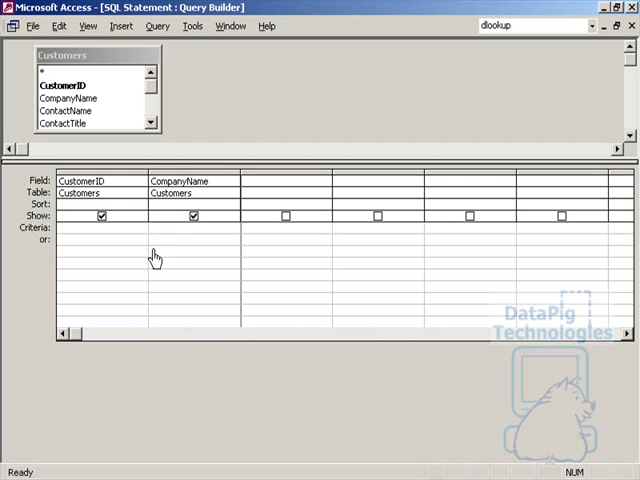 Microsoft Access - [SQL Statement : Query Builder]
File Edit View Insert Query Tools Window Help dlookup
Customers
*
CustomerID
CompanyName
ContactName
ContactTitle
Field: CustomerID CompanyName
Table: Customers Customers
Sort:
Show:
Criteria:
or:
DataPig
Technologies
Ready NUM